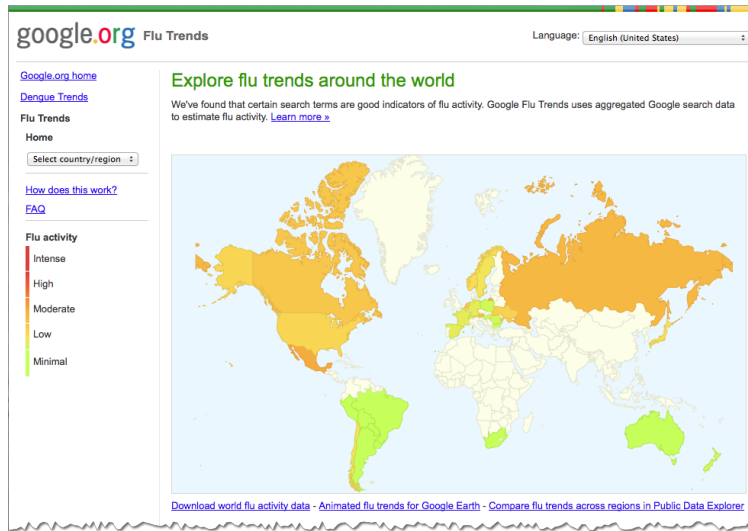 google.org Flu Trends
Language: English (United States)
Google.org home
Dengue Trends
Flu Trends
Home
Select country/region
How does this work?
FAQ
Flu activity
Intense
High
Moderate
Low
Minimal
Explore flu trends around the world
We've found that certain search terms are good indicators of flu activity. Google Flu Trends uses aggregated Google search data
to estimate flu activity. Learn more »
Download world flu activity data - Animated flu trends for Google Earth - Compare flu trends across regions in Public Data Explorer